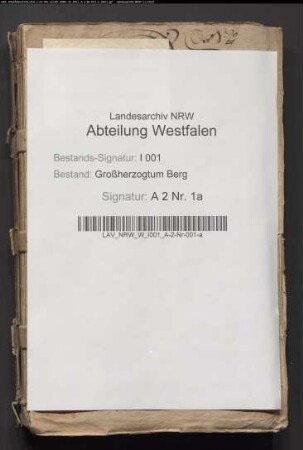 Landesarchiv NRW
Abteilung Westfalen
Bestands-Signatur: I 001
Bestand: Großherzogtum Berg
Signatur: A 2 Nr. 1a
LAV_NRW_W_I001_A-2-Nr-001-a